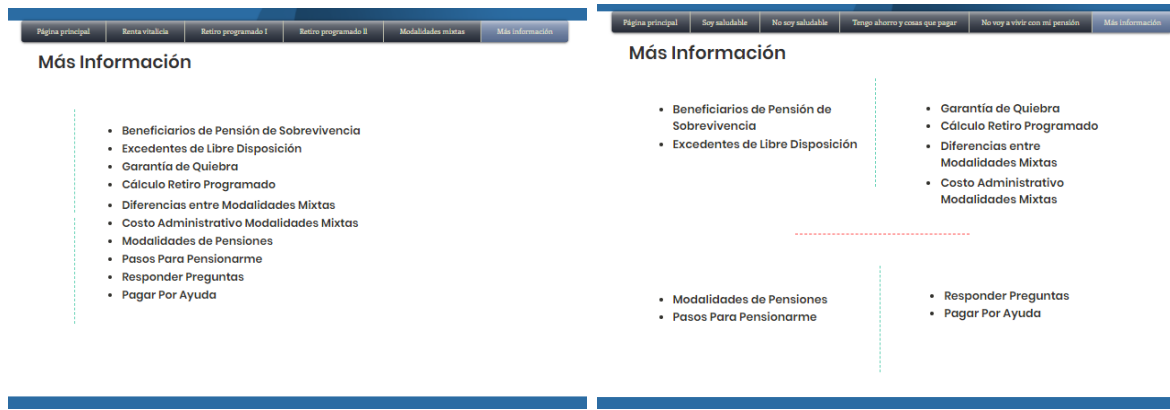 Página principal
Renta vitalicia
Retiro programado I
Retiro programado II
Modalidades mixtas
Más información
Más Información
Beneficiarios de Pensión de Sobrevivencia
Excedentes de Libre Disposición
Garantía de Quiebra
Cálculo Retiro Programado
Diferencias entre Modalidades Mixtas
Costo Administrativo Modalidades Mixtas
Modalidades de Pensiones
Pasos Para Pensionarme
Responder Preguntas
Pagar Por Ayuda
Página principal
Soy saludable
No soy saludable
Tengo ahorro y cosas que pagar
No voy a vivir con mi pensión
Más información
Más Información
Beneficiarios de Pensión de
Sobrevivencia
Excedentes de Libre Disposición
Garantía de Quiebra
Cálculo Retiro Programado
Diferencias entre
Modalidades Mixtas
Costo Administrativo
Modalidades Mixtas
Modalidades de Pensiones
Pasos Para Pensionarme
Responder Preguntas
Pagar Por Ayuda